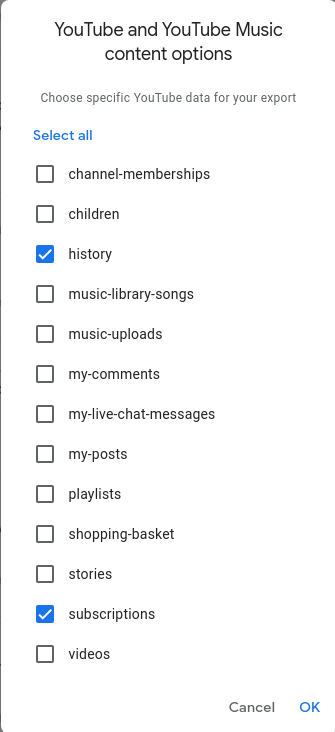 YouTube and YouTube Music
content options
Choose specific YouTube data for your export
Select all
channel-memberships
children
history
music-library-songs
music-uploads
my-comments
my-live-chat-messages
my-posts
playlists
shopping-basket
stories
subscriptions
videos
Cancel OK